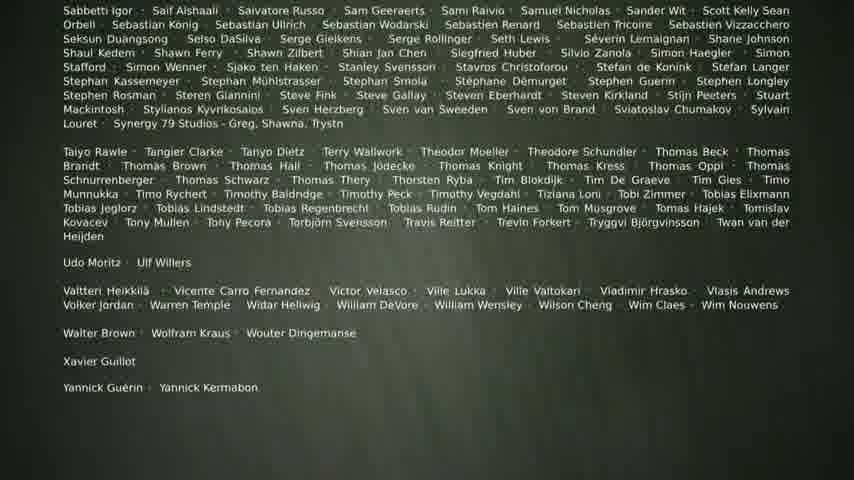 Sabbetti Igor · Saif Alshaali · Salvatore Russo · Sam Geeraerts · Sami Raivio · Samuel Nicholas · Sander Wit · Scott Kelly Sean
Orbell · Sebastian König · Sebastian Ullrich · Sebastian Wodarski · Sebastien Renard · Sebastien Tricoire · Sebastien Vizzacchero
Seksun Duangsong · Selso DaSilva · Serge Gielkens · Serge Rollinger · Seth Lewis · Séverin Lemaignan · Shane Johnson
Shaul Kedem · Shawn Ferry · Shawn Zilbert · Shian Jan Chen · Siegfried Huber · Silvio Zanola · Simon Haegler · Simon
Stafford · Simon Wenner · Sjako ten Haken · Stanley Svensson · Stavros Christoforou · Stefan de Konink · Stefan Langer
Stephan Kassemeyer · Stephan Mühlstrasser · Stephan Smola · Stéphane Démurget · Stephen Guerin · Stephen Longley
Stephen Rosman · Steren Giannini · Steve Fink · Steve Gallay · Steven Eberhardt · Steven Kirkland · Stijn Peeters · Stuart
Mackintosh · Stylianos Kyvrikosaios · Sven Herzberg · Sven van Sweeden · Sven von Brand · Sviatoslav Chumakov · Sylvain
Louret · Synergy 79 Studios - Greg, Shawna, Trystn
Taiyo Rawle · Tangier Clarke · Tanyo Dietz · Terry Wallwork · Theodor Moeller · Theodore Schundler · Thomas Beck · Thomas
Brandt · Thomas Brown · Thomas Hall · Thomas Jödecke · Thomas Knight · Thomas Kress · Thomas Oppl · Thomas
Schnurrenberger · Thomas Schwarz · Thomas Thery · Thorsten Ryba · Tim Blokdijk · Tim De Graeve · Tim Gies · Timo
Munnukka · Timo Rychert · Timothy Baldridge · Timothy Peck · Timothy Vegdahl · Tiziana Loni · Tobi Zimmer · Tobias Elixmann
Tobias Jeglorz · Tobias Lindstedt · Tobias Regenbrecht · Tobias Rudin · Tom Haines · Tom Musgrove · Tomas Hajek · Tomislav
Kovacev · Tony Mullen · Tony Pecora · Torbjörn Svensson · Travis Reitter · Trevin Forkert · Tryggvi Björgvinsson · Twan van der
Heijden
Udo Moritz · Ulf Willers
Valtteri Heikkilä · Vicente Carro Fernandez · Victor Velasco · Ville Lukka · Ville Valtokari · Vladimir Hrasko · Vlasis Andrews
Volker Jordan · Warren Temple · Widar Hellwig · William DeVore · William Wensley · Wilson Cheng · Wim Claes · Wim Nouwens
Walter Brown · Wolfram Kraus · Wouter Dingemanse
Xavier Guillot
Yannick Guérin · Yannick Kermabon